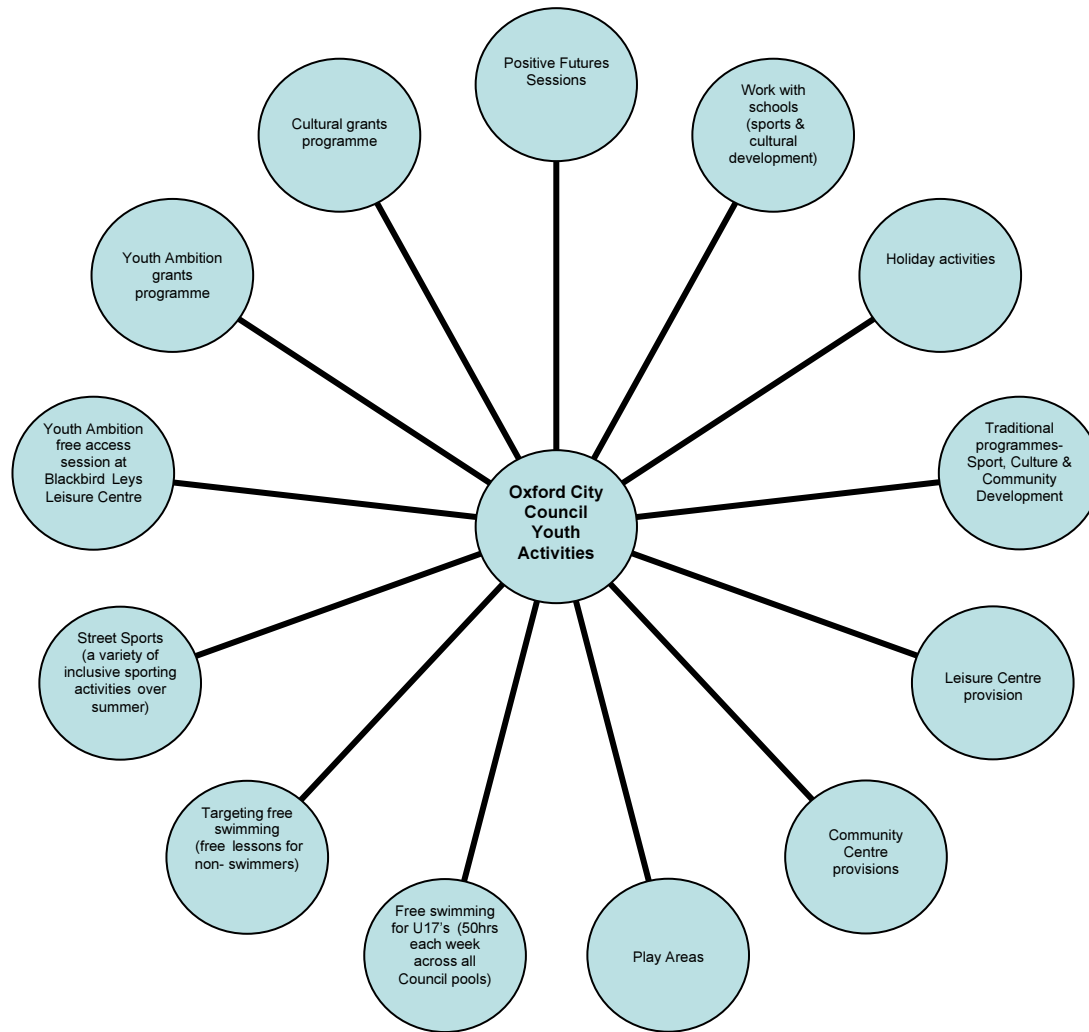 Positive Futures
Sessions
Work with
schools
(sports &
cultural
development)
Holiday activities
Traditional
programmes-
Sport, Culture &
Community
Development
Leisure Centre
provision
Community
Centre
provisions
Play Areas
Free swimming
for U17's (50hrs
each week
across all
Council pools)
Targeting free
swimming
(free lessons for
non- swimmers)
Street Sports
(a variety of
inclusive sporting
activities over
summer)
Youth Ambition
free access
session at
Blackbird Leys
Leisure Centre
Youth Ambition
grants
programme
Cultural grants
programme
Oxford City
Council
Youth
Activities